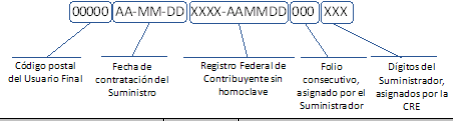 00000 AA-MM-DD XXXX-AAMMDD 000 XXX
Código postal
del Usuario Final
Fecha de
contratación del
Suministro
Registro Federal de
Contribuyente sin
homoclave
Folio
consecutivo,
asignado por el
Suministrador
Dígitos del
Suministrador,
asignados por la
CRE